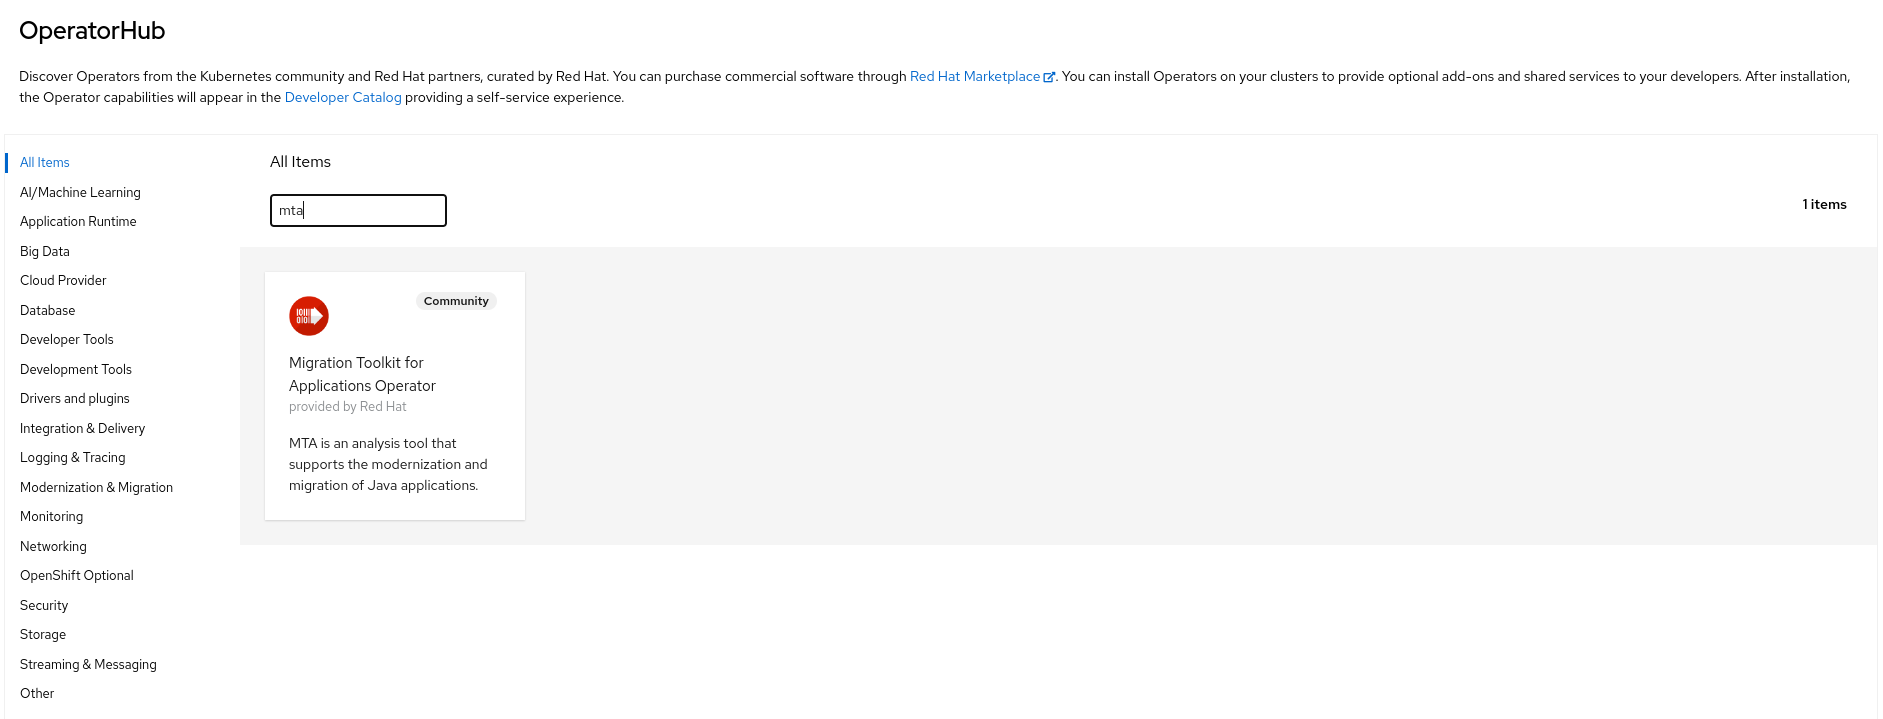 OperatorHub
Discover Operators from the Kubernetes community and Red Hat partners, curated by Red Hat. You can purchase commercial software through Red Hat Marketplace. You can install Operators on your clusters to provide optional add-ons and shared services to your developers. After installation,
the Operator capabilities will appear in the Developer Catalog providing a self-service experience.
All Items
AI/Machine Learning
Application Runtime
Big Data
Cloud Provider
Database
Developer Tools
Development Tools
Drivers and plugins
Integration & Delivery
Logging & Tracing
Modernization & Migration
Monitoring
Networking
OpenShift Optional
Security
Storage
Streaming & Messaging
Other
All Items
mta
1 items
Community
Migration Toolkit for
Applications Operator
provided by Red Hat
MTA is an analysis tool that
supports the modernization and
migration of Java applications.